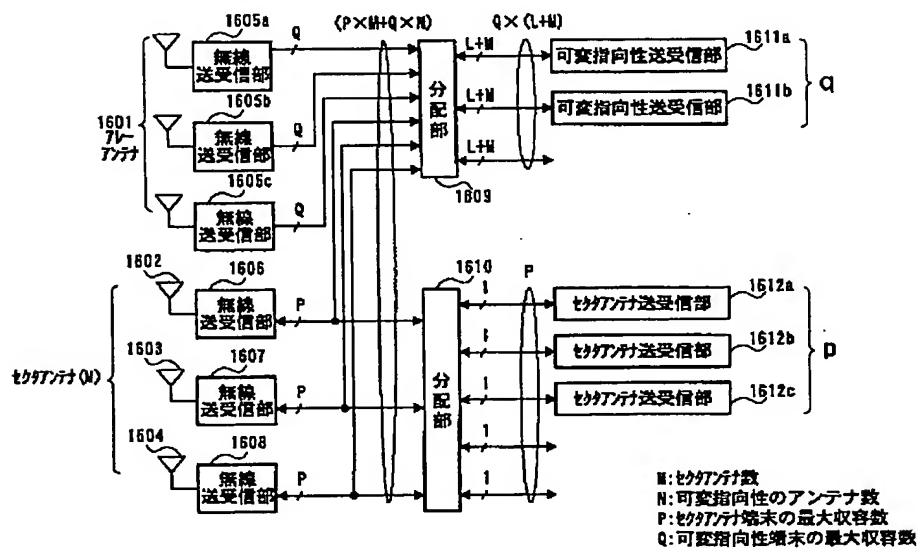 1605a
Q
(P×M+Q×N)
Q×(L+M)
無線
送受信部
L+M
可変指向性送受信部
1611a
1605b
1601
アレー
アンテナ
無線
送受信部
Q
分
配
部
L+M
可変指向性送受信部
1611b
q
1605c
無線
送受信部
Q
L+M
1609
1602
1606
1610
P
無線
送受信部
P
1
セクタアンテナ送受信部
1612a
1603
1607
セクタアンテナ(M)
無線
送受信部
P
分
配
部
1
セクタアンテナ送受信部
1612b
p
1
セクタアンテナ送受信部
1612c
1604
1608
無線
送受信部
P
1
1
M:セクタアンテナ数
N:可変指向性のアンテナ数
P:セクタアンテナ端末の最大収容数
Q:可変指向性端末の最大収容数